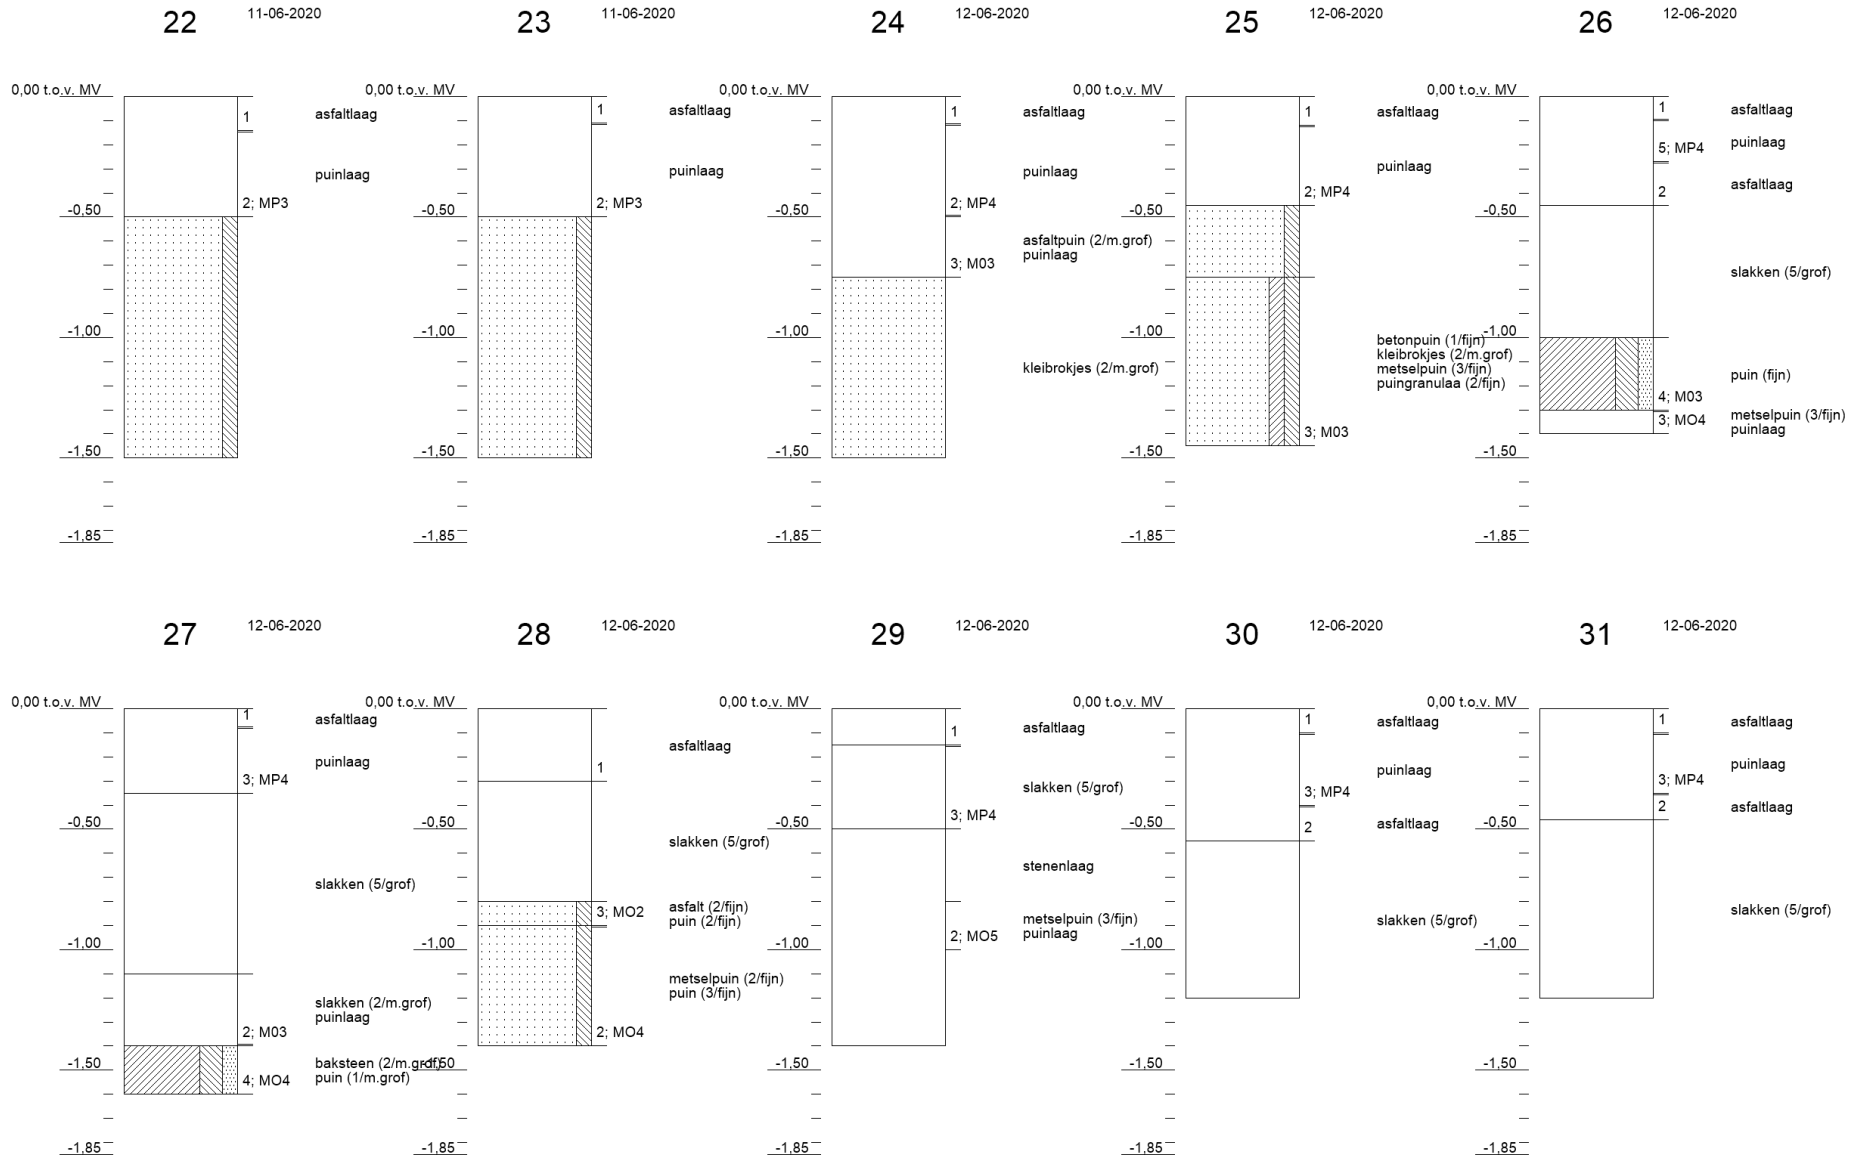 22 11-06-2020
0,00 t.o.v. MV
1
asfaltlaag
puinlaag
2; MP3
-0,50
-1,00
-1,50
-1,85
23 11-06-2020
0,00 t.o.v. MV
1
asfaltlaag
puinlaag
2; MP3
-0,50
-1,00
-1,50
-1,85
24 12-06-2020
0,00 t.o.v. MV
1
asfaltlaag
puinlaag
2; MP4
-0,50
asfaltpuin (2/m.grof)
puinlaag
3; M03
-1,00
kleibrokjes (2/m.grof)
-1,50
-1,85
25 12-06-2020
0,00 t.o.v. MV
1
asfaltlaag
puinlaag
2; MP4
-0,50
-1,00
betonpuin (1/fijn)
kleibrokjes (2/m.grof)
metselpuin (3/fijn)
puingranulaa (2/fijn)
3; M03
-1,50
-1,85
26 12-06-2020
0,00 t.o.v. MV
1
asfaltlaag
puinlaag
5; MP4
asfaltlaag
2
-0,50
slakken (5/grof)
-1,00
puin (fijn)
4; M03
metselpuin (3/fijn)
3; MO4
puinlaag
-1,50
-1,85
27 12-06-2020
0,00 t.o.v. MV
1
asfaltlaag
puinlaag
3; MP4
-0,50
slakken (5/grof)
-1,00
slakken (2/m.grof)
puinlaag
2; M03
-1,50
baksteen (2/m.grof)
puin (1/m.grof)
4; MO4
-1,85
28 12-06-2020
0,00 t.o.v. MV
asfaltlaag
1
-0,50
slakken (5/grof)
asfalt (2/fijn)
3; MO2
puin (2/fijn)
-1,00
metselpuin (2/fijn)
puin (3/fijn)
2; MO4
-1,50
-1,85
29 12-06-2020
0,00 t.o.v. MV
asfaltlaag
1
slakken (5/grof)
3; MP4
-0,50
stenenlaag
metselpuin (3/fijn)
puinlaag
2; MO5
-1,00
-1,50
-1,85
30 12-06-2020
0,00 t.o.v. MV
1
asfaltlaag
puinlaag
3; MP4
-0,50
asfaltlaag
2
slakken (5/grof)
-1,00
-1,50
-1,85
31 12-06-2020
0,00 t.o.v. MV
1
asfaltlaag
puinlaag
3; MP4
2
asfaltlaag
-0,50
slakken (5/grof)
-1,00
-1,50
-1,85